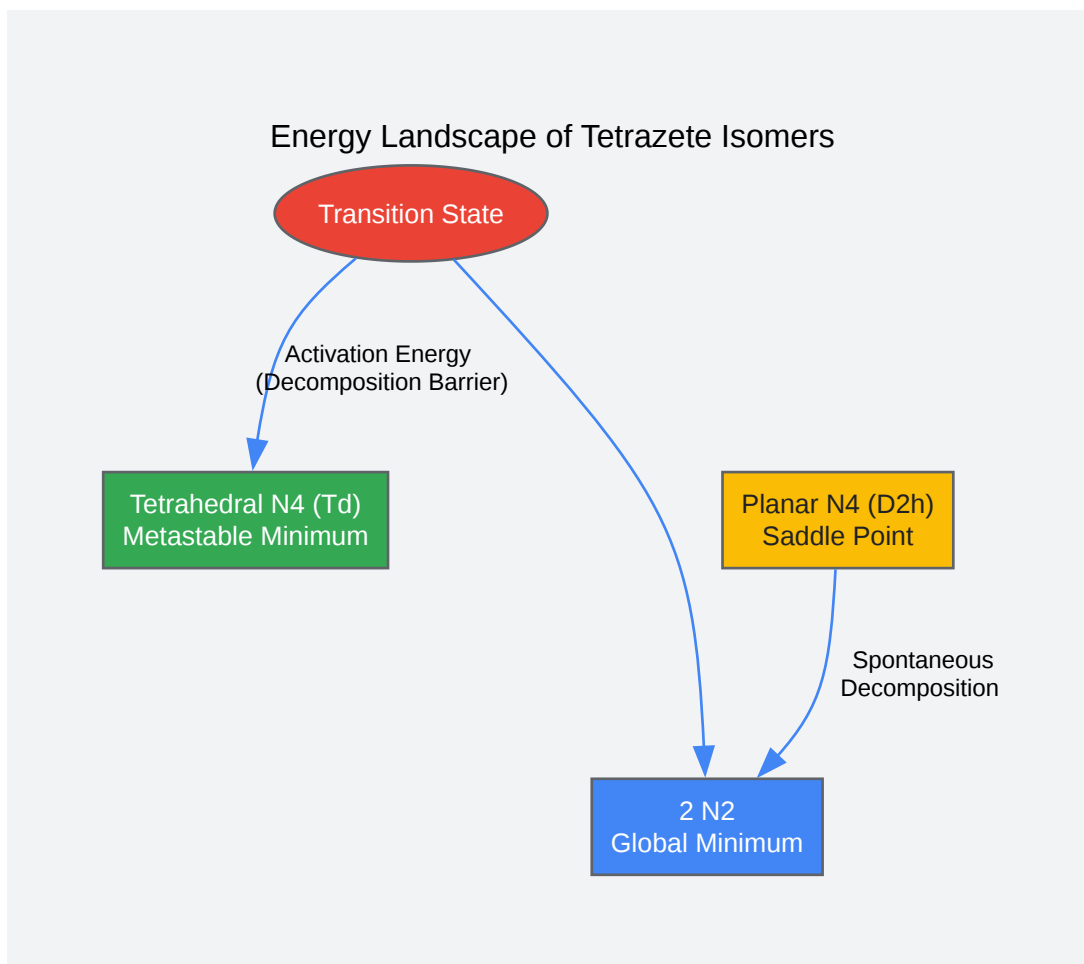 Energy Landscape of Tetrazete Isomers
Transition State
Activation Energy
(Decomposition Barrier)
Tetrahedral N4 (Td)
Metastable Minimum
Planar N4 (D2h)
Saddle Point
Spontaneous
Decomposition
2 N2
Global Minimum